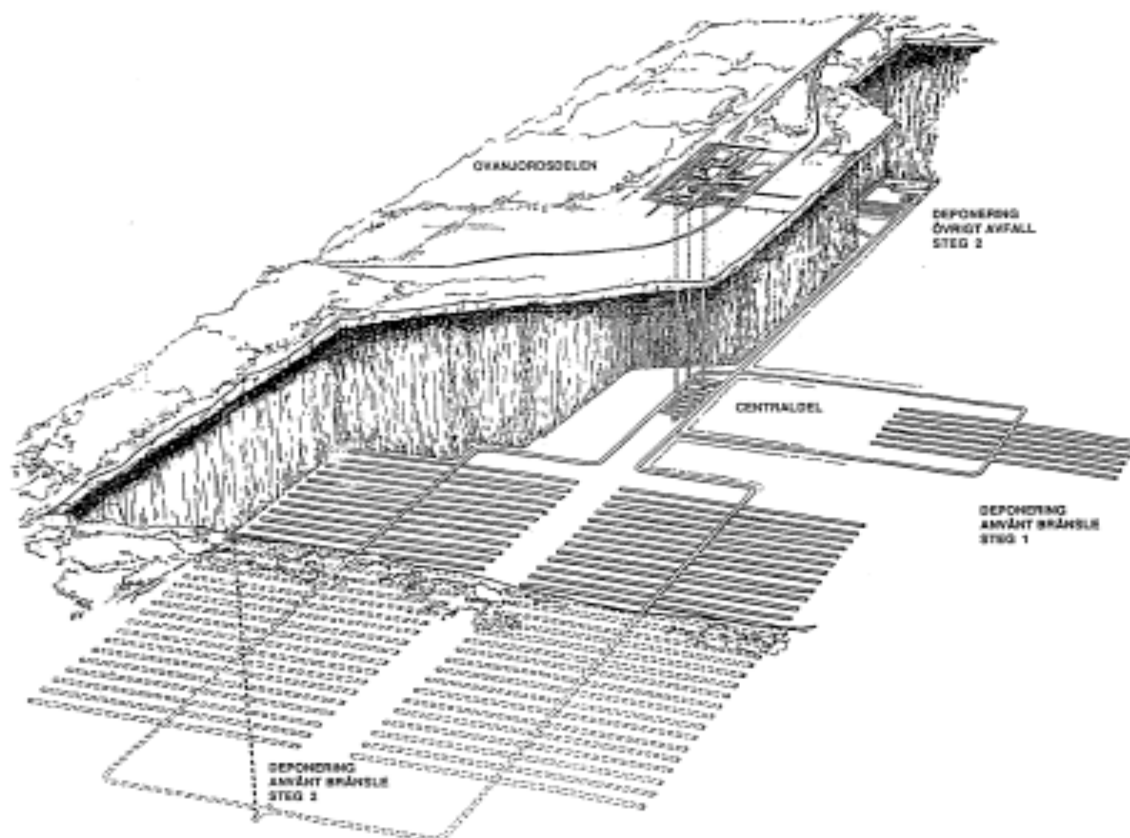 OVANJORDSDELEN
DEPONERING
ÖVRIGT AVFALL
STEG 2
CENTRALDEL
DEPONERING
ANVÄNT BRÄNSLE
STEG 1
DEPONERING
ANVÄNT BRÄNSLE
STEG 2